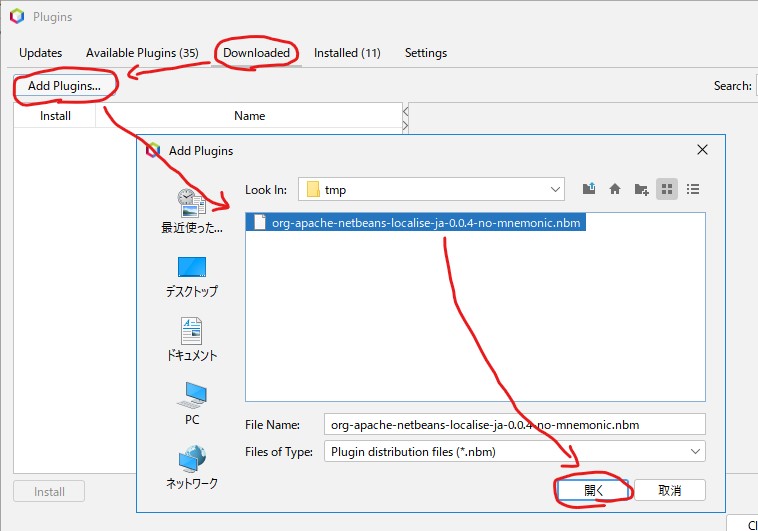 Plugins
Updates Available Plugins (35) Downloaded Installed (11) Settings
Add Plugins... Search:
Install Name
Add Plugins
Look In: tmp
最近使った...
org-apache-netbeans-localise-ja-0.0.4-no-mnemonic.nbm
デスクトップ
ドキュメント
PC
ネットワーク
File Name: org-apache-netbeans-localise-ja-0.0.4-no-mnemonic.nbm
Files of Type: Plugin distribution files (*.nbm)
開く 取消
Install